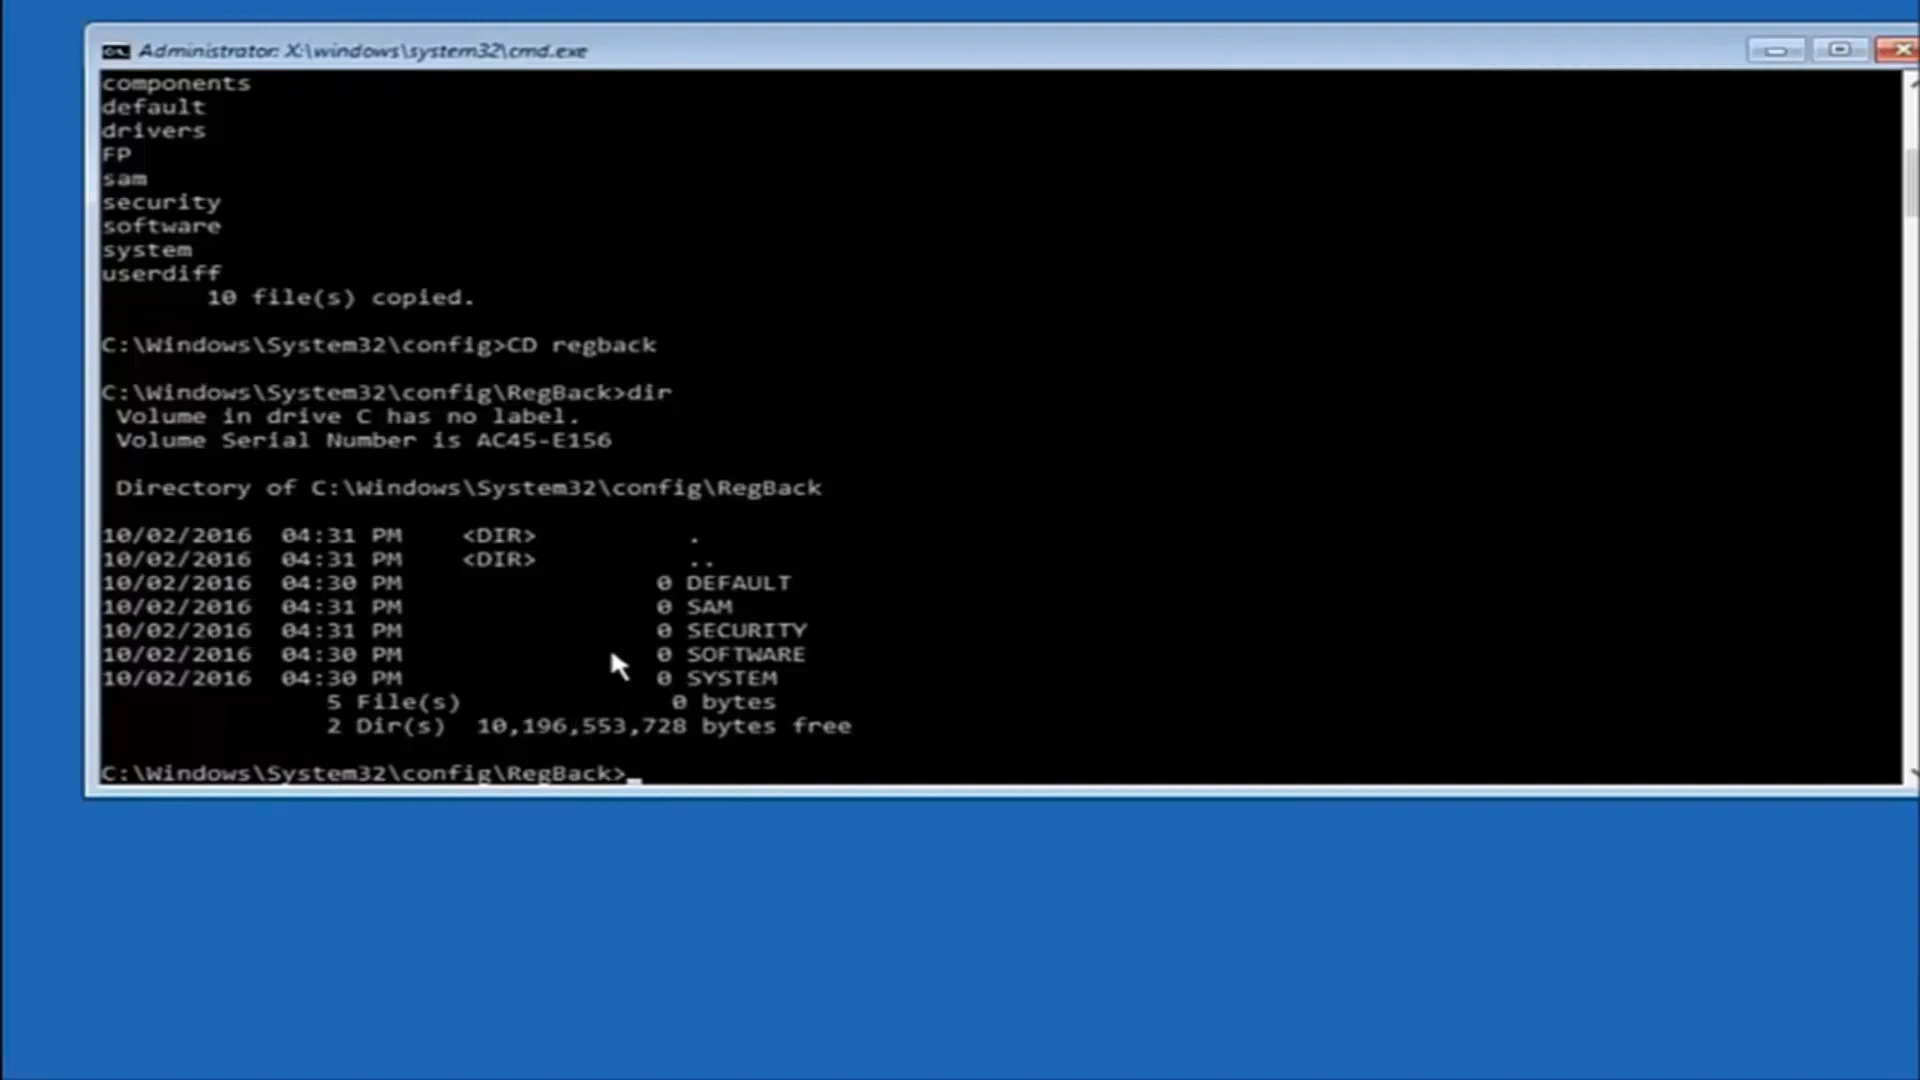 Administrator: X:\windows\system32\cmd.exe
components
default
drivers
FP
sam
security
software
system
userdiff
10 file(s) copied.
C:\Windows\System32\config>CD regback
C:\Windows\System32\config\RegBack>dir
Volume in drive C has no label.
Volume Serial Number is AC45-E156
Directory of C:\Windows\System32\config\RegBack
10/02/2016 04:31 PM <DIR> .
10/02/2016 04:31 PM <DIR> ..
10/02/2016 04:30 PM 0 DEFAULT
10/02/2016 04:31 PM 0 SAM
10/02/2016 04:31 PM 0 SECURITY
10/02/2016 04:30 PM 0 SOFTWARE
10/02/2016 04:30 PM 0 SYSTEM
5 File(s) 0 bytes
2 Dir(s) 10,196,553,728 bytes free
C:\Windows\System32\config\RegBack>_